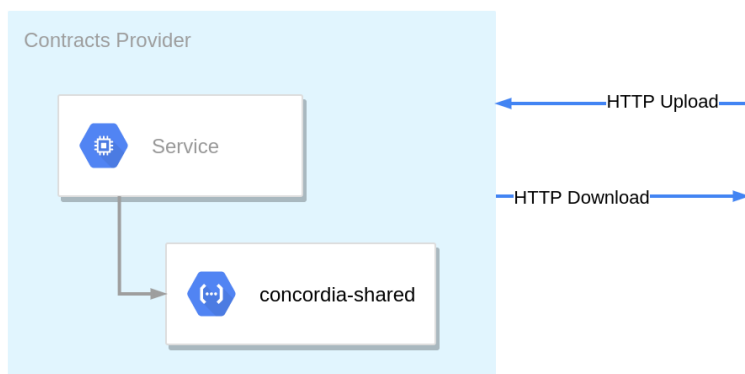 Contracts Provider
HTTP Upload
Service
HTTP Download
concordia-shared